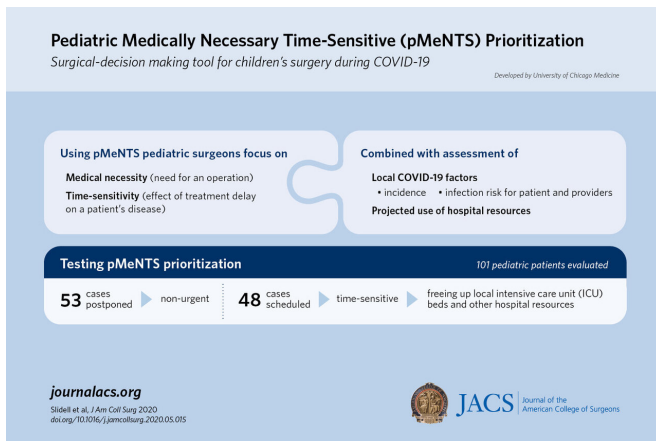 Pediatric Medically Necessary Time-Sensitive (pMeNTS) Prioritization
Surgical-decision making tool for children's surgery during COVID-19
Developed by University of Chicago Medicine
Using pMeNTS pediatric surgeons focus on
Medical necessity (need for an operation)
Time-sensitivity (effect of treatment delay
on a patient's disease)
Combined with assessment of
Local COVID-19 factors
• incidence • infection risk for patient and providers
Projected use of hospital resources
Testing pMeNTS prioritization
101 pediatric patients evaluated
53 cases
postponed
non-urgent
48 cases
scheduled
time-sensitive
freeing up local intensive care unit (ICU)
beds and other hospital resources
journalacs.org
Slidell et al, J Am Coll Surg 2020
doi.org/10.1016/j.jamcollsurg.2020.05.015
JACS
Journal of the
American College of Surgeons